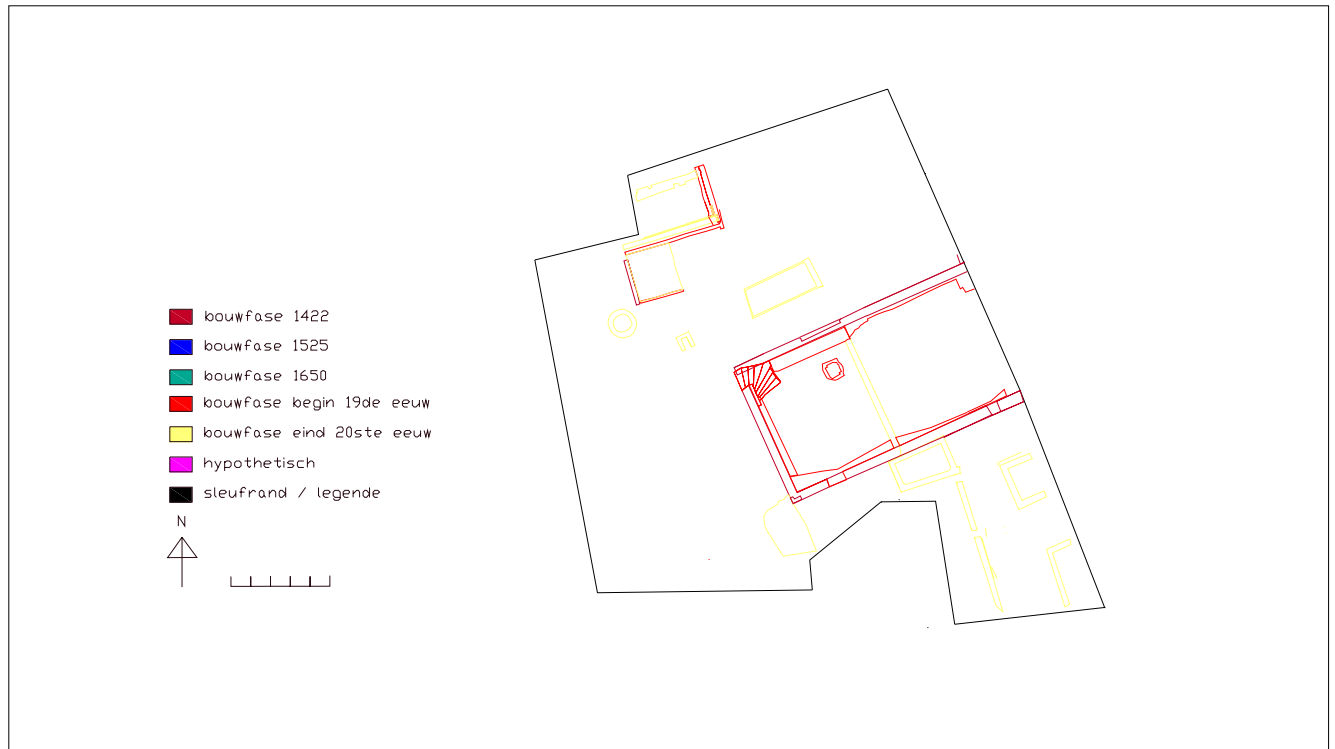 bouwfase 1422
bouwfase 1525
bouwfase 1650
bouwfase begin 19de eeuw
bouwfase eind 20ste eeuw
hypothetisch
sleufrand / legende
N